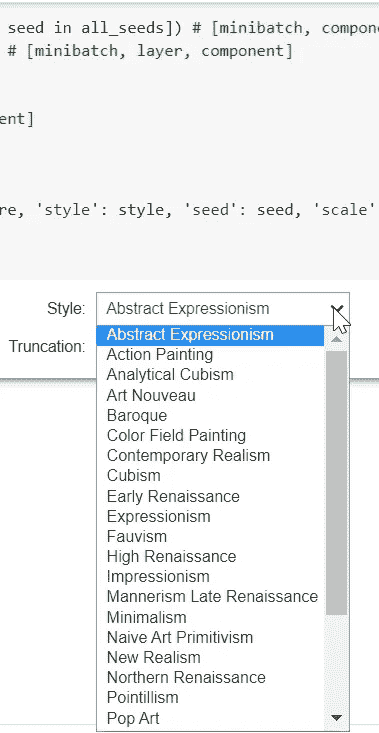 seed in all_seeds]) # [minibatch, compone
# [minibatch, layer, component]
ent]
re, 'style': style, 'seed': seed, 'scale'
Style: Abstract Expressionism
Truncation:
Abstract Expressionism
Action Painting
Analytical Cubism
Art Nouveau
Baroque
Color Field Painting
Contemporary Realism
Cubism
Early Renaissance
Expressionism
Fauvism
High Renaissance
Impressionism
Mannerism Late Renaissance
Minimalism
Naive Art Primitivism
New Realism
Northern Renaissance
Pointillism
Pop Art